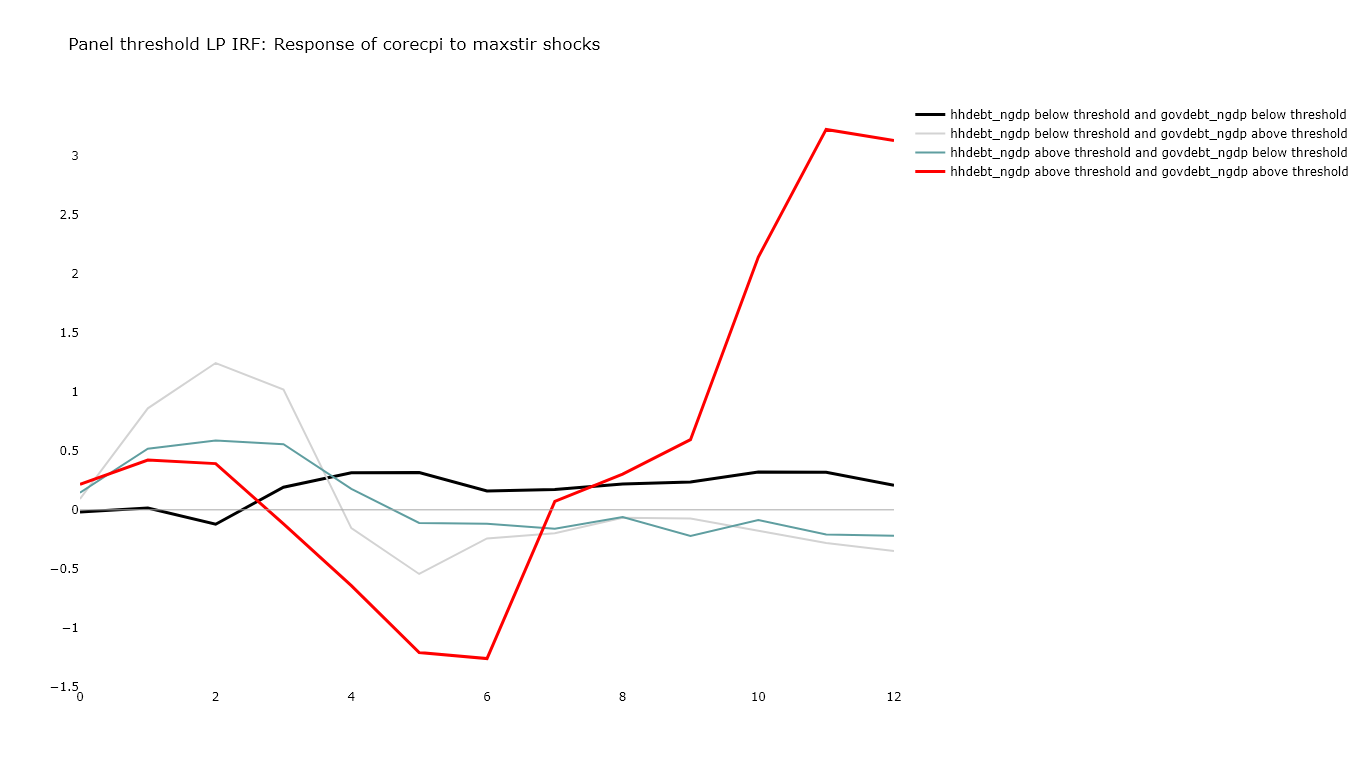 Panel threshold LP IRF: Response of corecpi to maxstir shocks
hhdebt_ngdp below threshold and govdebt_ngdp below threshold
hhdebt_ngdp below threshold and govdebt_ngdp above threshold
hhdebt_ngdp above threshold and govdebt_ngdp below threshold
hhdebt_ngdp above threshold and govdebt_ngdp above threshold
3
2.5
2
1.5
1
0.5
0
−0.5
−1
−1.5
0 2 4 6 8 10 12